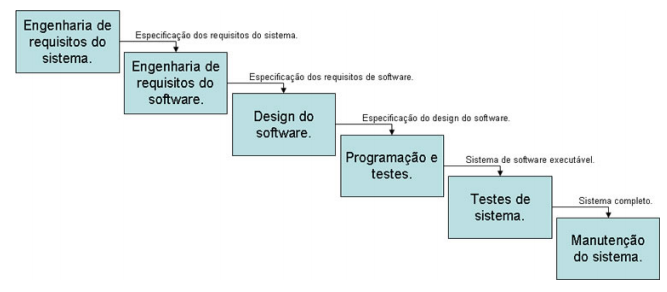 Engenharia de
requisitos do
sistema.
Especificação dos requisitos do sistema.
Engenharia de
requisitos do
software.
Especificação dos requisitos de software.
Design do
software.
Especificação do design do software.
Programação e
testes.
Sistema de software executável.
Testes de
sistema.
Sistema completo.
Manutenção
do sistema.